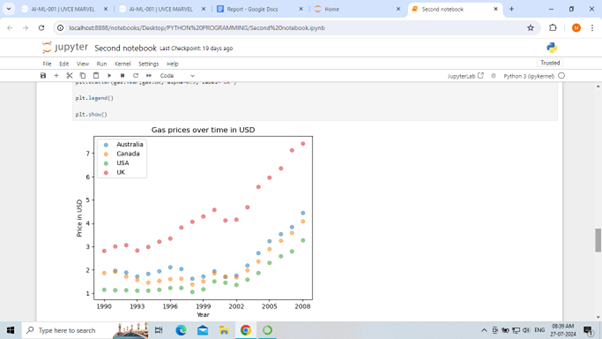 AI-ML-001 | UVCE MARVEL
AI-ML-001 | UVCE MARVEL
Report - Google Docs
Home
Second notebook
localhost:8888/notebooks/Desktop/PYTHON%20PROGRAMMING/Second%20notebook.ipynb
jupyter Second notebook Last Checkpoint: 19 days ago
File Edit View Run Kernel Settings Help
Trusted
Code
JupyterLab
Python 3 (ipykernel)
plt.legend()
plt.show()
Gas prices over time in USD
Australia
Canada
USA
UK
Price in USD
7
6
5
4
3
2
1
1990 1993 1996 1999 2002 2005 2008
Year
Type here to search
ENG
08:39 AM
27-07-2024